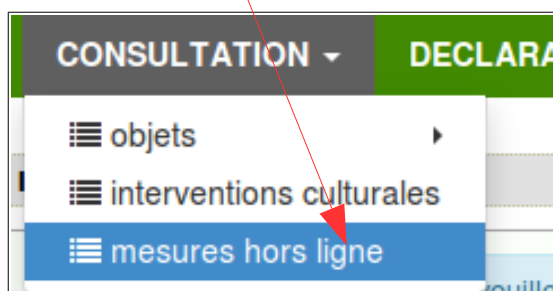 CONSULTATION DECLARA
objets
interventions culturales
mesures hors ligne